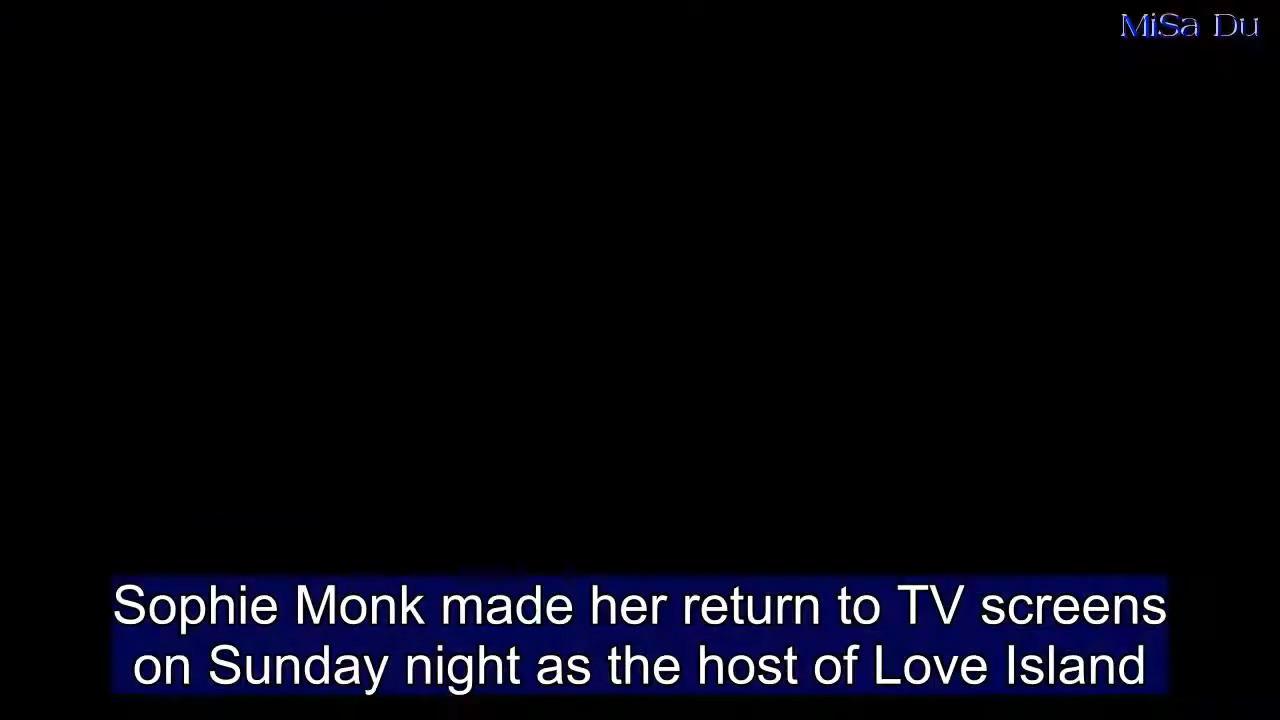 MiSa Du
Sophie Monk made her return to TV screens
on Sunday night as the host of Love Island